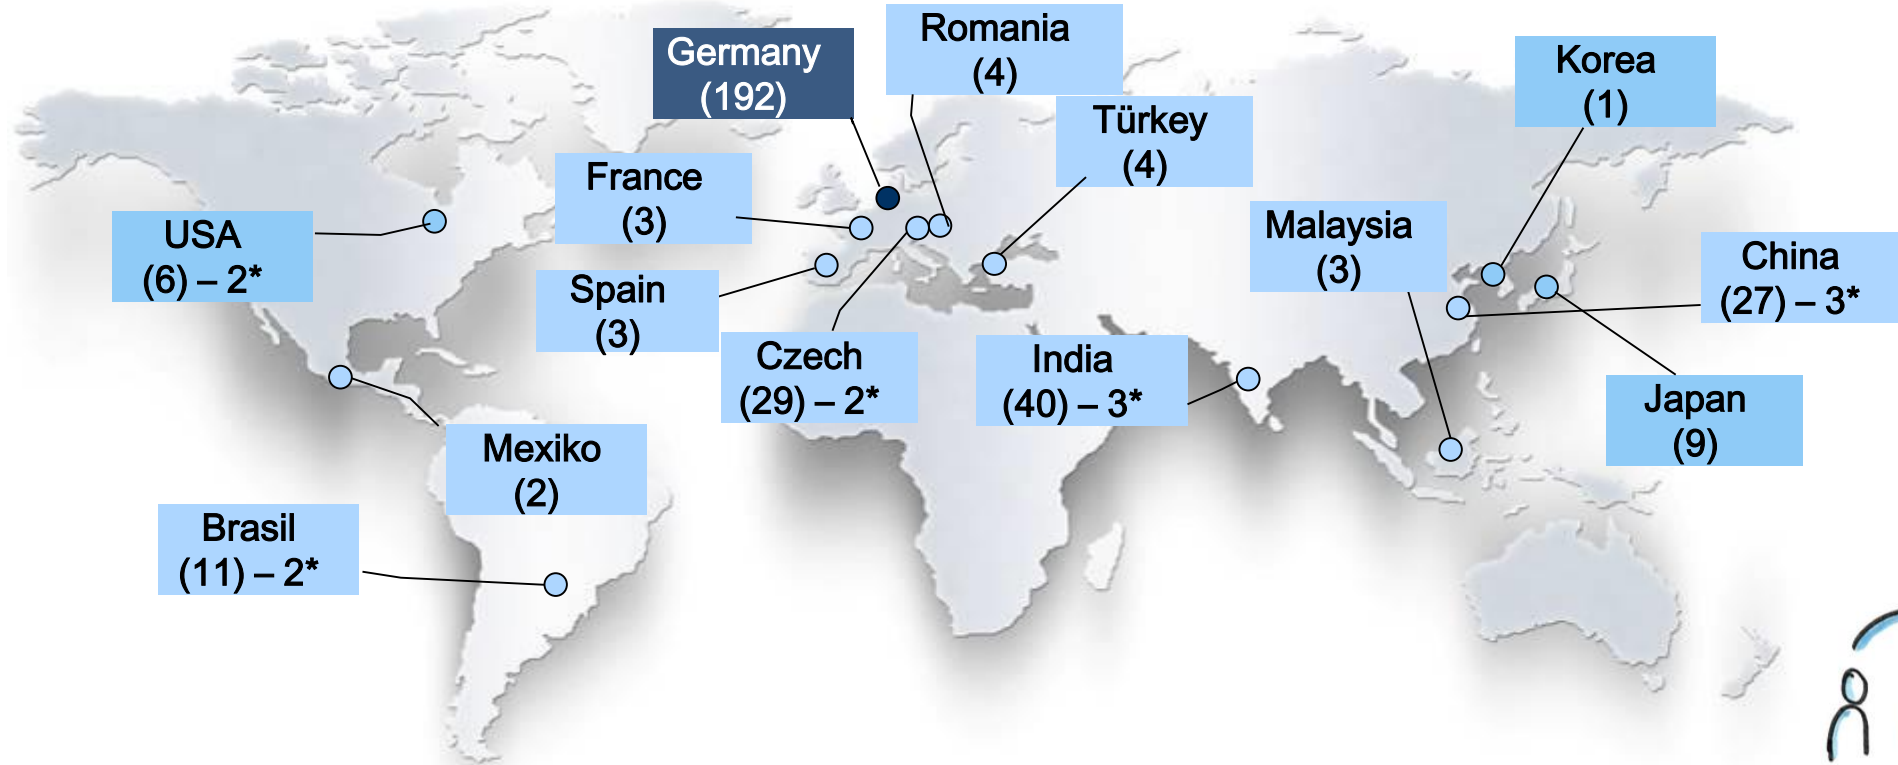 Romania
(4)
Germany
(192)
Korea
(1)
Türkey
(4)
France
(3)
USA
(6) – 2*
Malaysia
(3)
China
(27) – 3*
Spain
(3)
Czech
(29) – 2*
India
(40) – 3*
Japan
(9)
Mexiko
(2)
Brasil
(11) – 2*